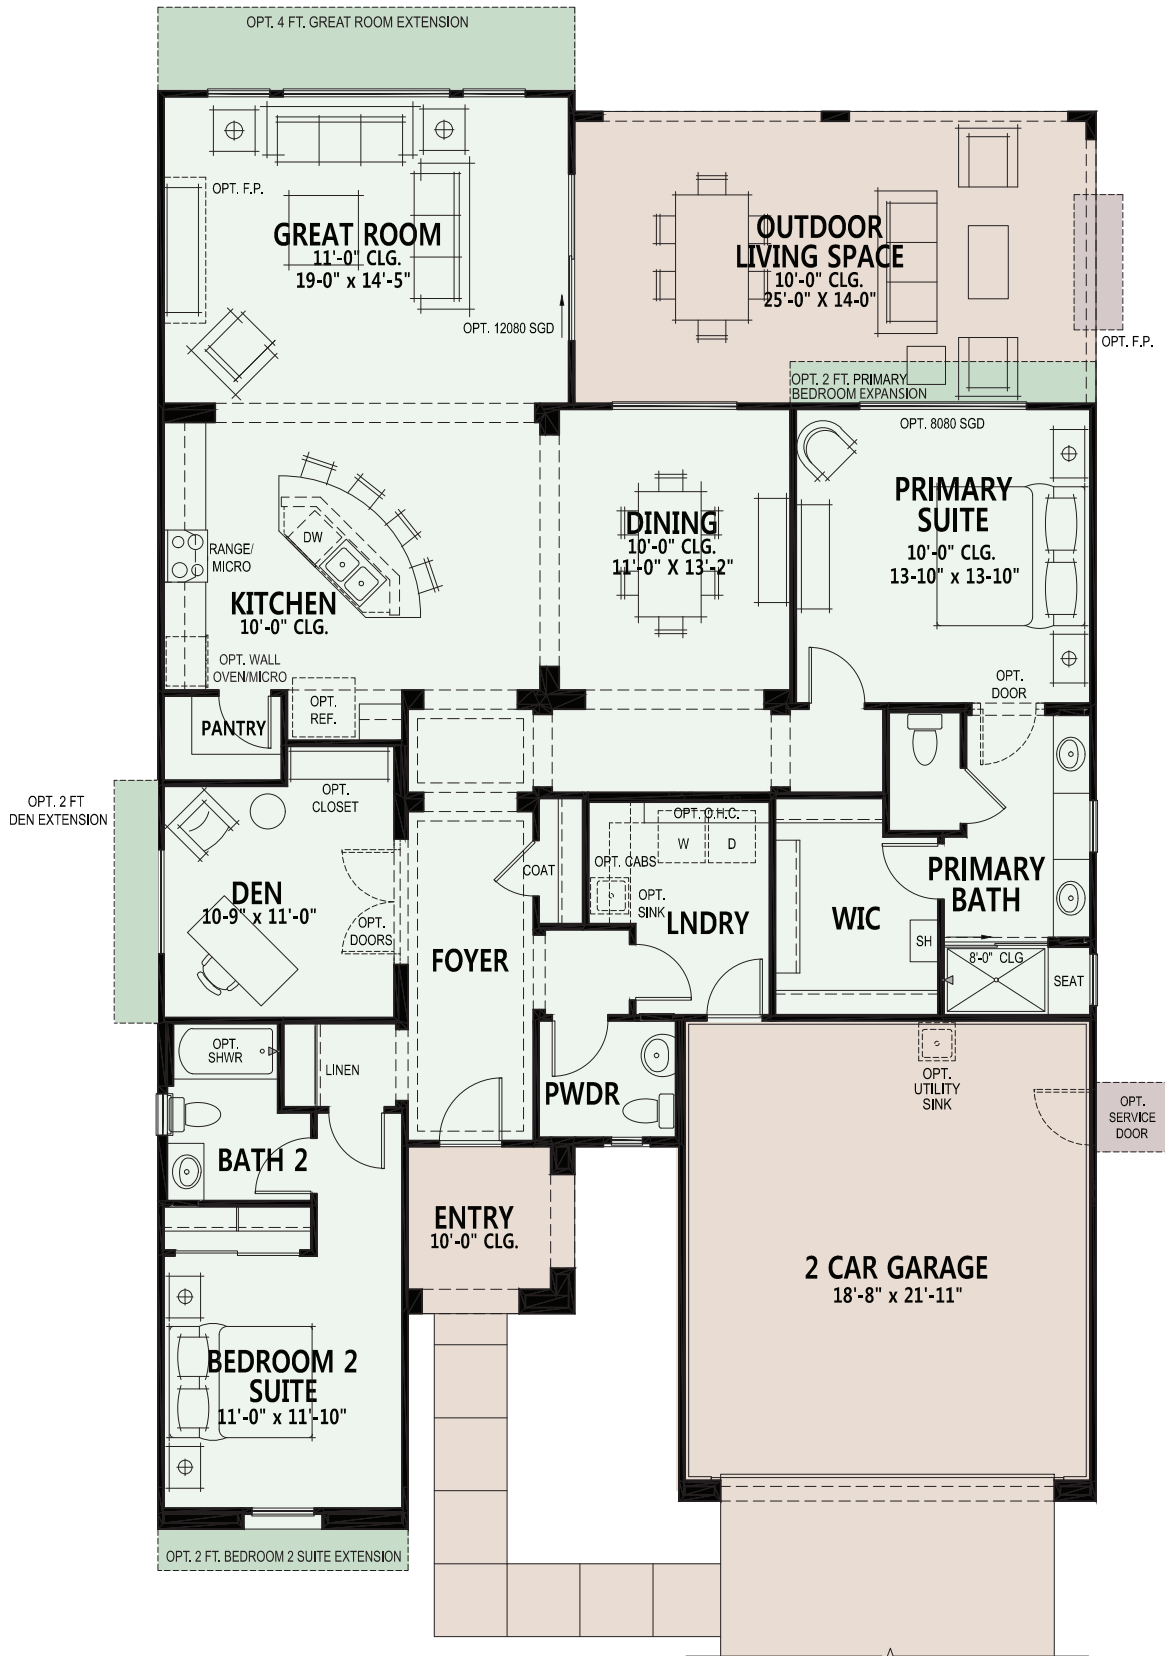 OPT. 4 FT. GREAT ROOM EXTENSION
OPT. F.P.
GREAT ROOM
11'-0" CLG.
19-0" x 14'-5"
OPT. 12080 SGD
OUTDOOR
LIVING SPACE
10'-0" CLG.
25'-0" X 14-0"
OPT. F.P.
OPT. 2 FT. PRIMARY
BEDROOM EXPANSION
OPT. 8080 SGD
PRIMARY
SUITE
10'-0" CLG.
13-10" x 13-10"
OPT.
DOOR
DINING
10'-0" CLG.
11'-0" X 13'-2"
DW
RANGE/
MICRO
KITCHEN
10'-0" CLG.
OPT. WALL
OVEN/MICRO
OPT.
REF.
PANTRY
OPT. 2 FT
DEN EXTENSION
OPT.
CLOSET
DEN
10-9" x 11'-0"
OPT.
DOORS
FOYER
COAT
OPT. O.H.C.
W
D
OPT. CABS
OPT.
SINK
LNDRY
WIC
SH
PRIMARY
BATH
8'-0" CLG
SEAT
OPT.
SHWR
LINEN
BATH 2
PWDR
OPT.
UTILITY
SINK
OPT.
SERVICE
DOOR
ENTRY
10'-0" CLG.
2 CAR GARAGE
18'-8" x 21'-11"
BEDROOM 2
SUITE
11'-0" x 11'-10"
OPT. 2 FT. BEDROOM 2 SUITE EXTENSION